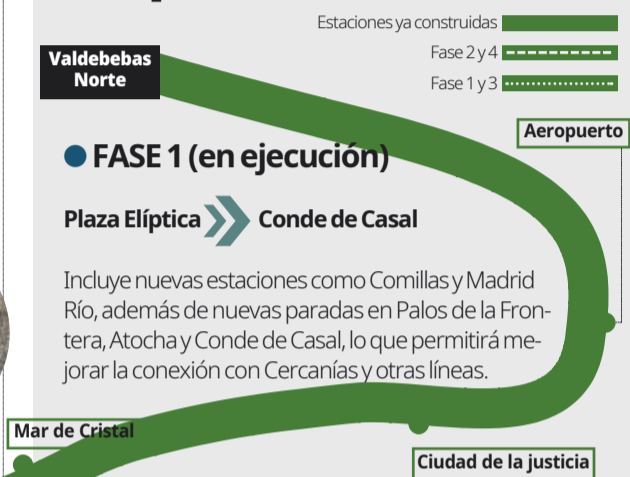 Estaciones ya construidas
Fase 2 y 4
Fase 1 y 3
Valdebebas
Norte
Aeropuerto
FASE 1 (en ejecución)
Plaza Elíptica Conde de Casal
Incluye nuevas estaciones como Comillas y Madrid
Río, además de nuevas paradas en Palos de la Fron-
tera, Atocha y Conde de Casal, lo que permitirá me-
jorar la conexión con Cercanías y otras líneas.
Mar de Cristal
Ciudad de la justicia